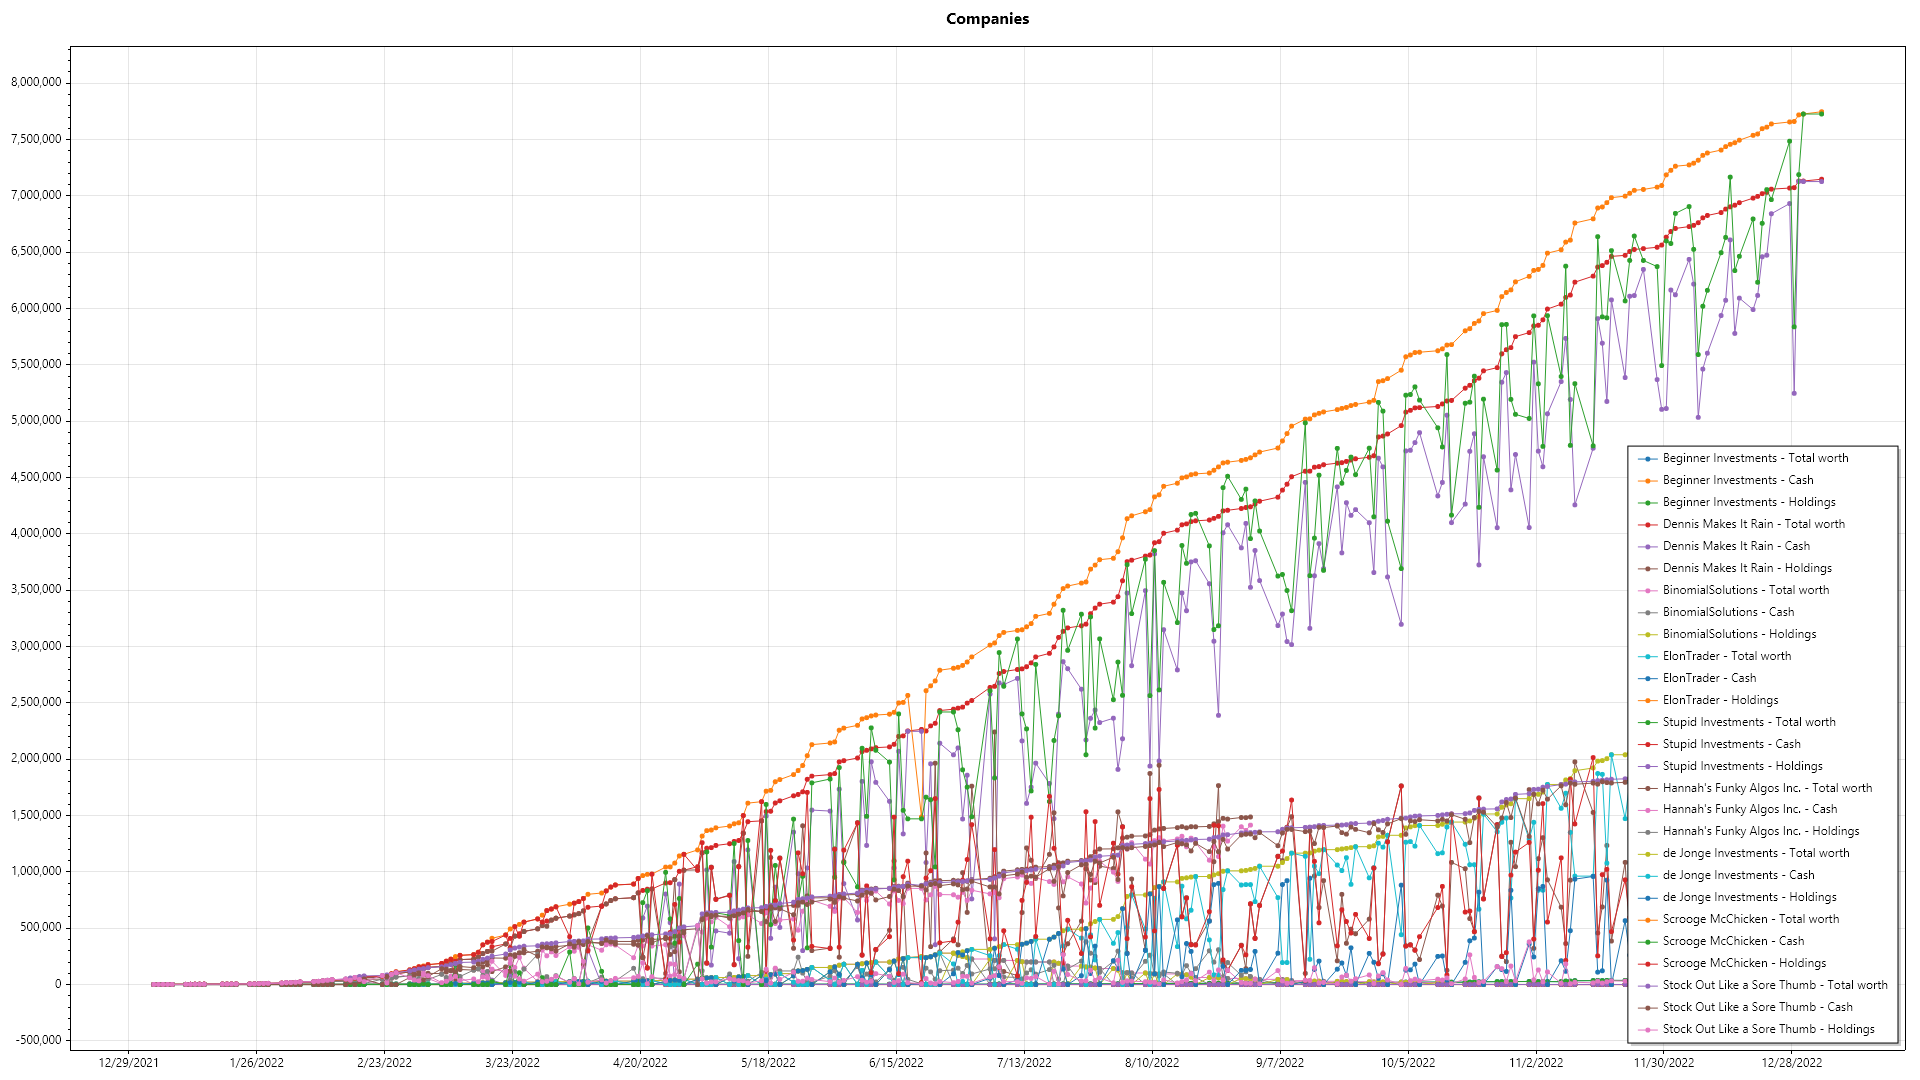 Companies
8,000,000
7,500,000
7,000,000
6,500,000
6,000,000
5,500,000
5,000,000
4,500,000
4,000,000
3,500,000
3,000,000
2,500,000
2,000,000
1,500,000
1,000,000
500,000
0
-500,000
12/29/2021 1/26/2022 2/23/2022 3/23/2022 4/20/2022 5/18/2022 6/15/2022 7/13/2022 8/10/2022 9/7/2022 10/5/2022 11/2/2022 11/30/2022 12/28/2022
Beginner Investments - Total worth
Beginner Investments - Cash
Beginner Investments - Holdings
Dennis Makes It Rain - Total worth
Dennis Makes It Rain - Cash
Dennis Makes It Rain - Holdings
BinomialSolutions - Total worth
BinomialSolutions - Cash
BinomialSolutions - Holdings
ElonTrader - Total worth
ElonTrader - Cash
ElonTrader - Holdings
Stupid Investments - Total worth
Stupid Investments - Cash
Stupid Investments - Holdings
Hannah's Funky Algos Inc. - Total worth
Hannah's Funky Algos Inc. - Cash
Hannah's Funky Algos Inc. - Holdings
de Jonge Investments - Total worth
de Jonge Investments - Cash
de Jonge Investments - Holdings
Scrooge McChicken - Total worth
Scrooge McChicken - Cash
Scrooge McChicken - Holdings
Stock Out Like a Sore Thumb - Total worth
Stock Out Like a Sore Thumb - Cash
Stock Out Like a Sore Thumb - Holdings